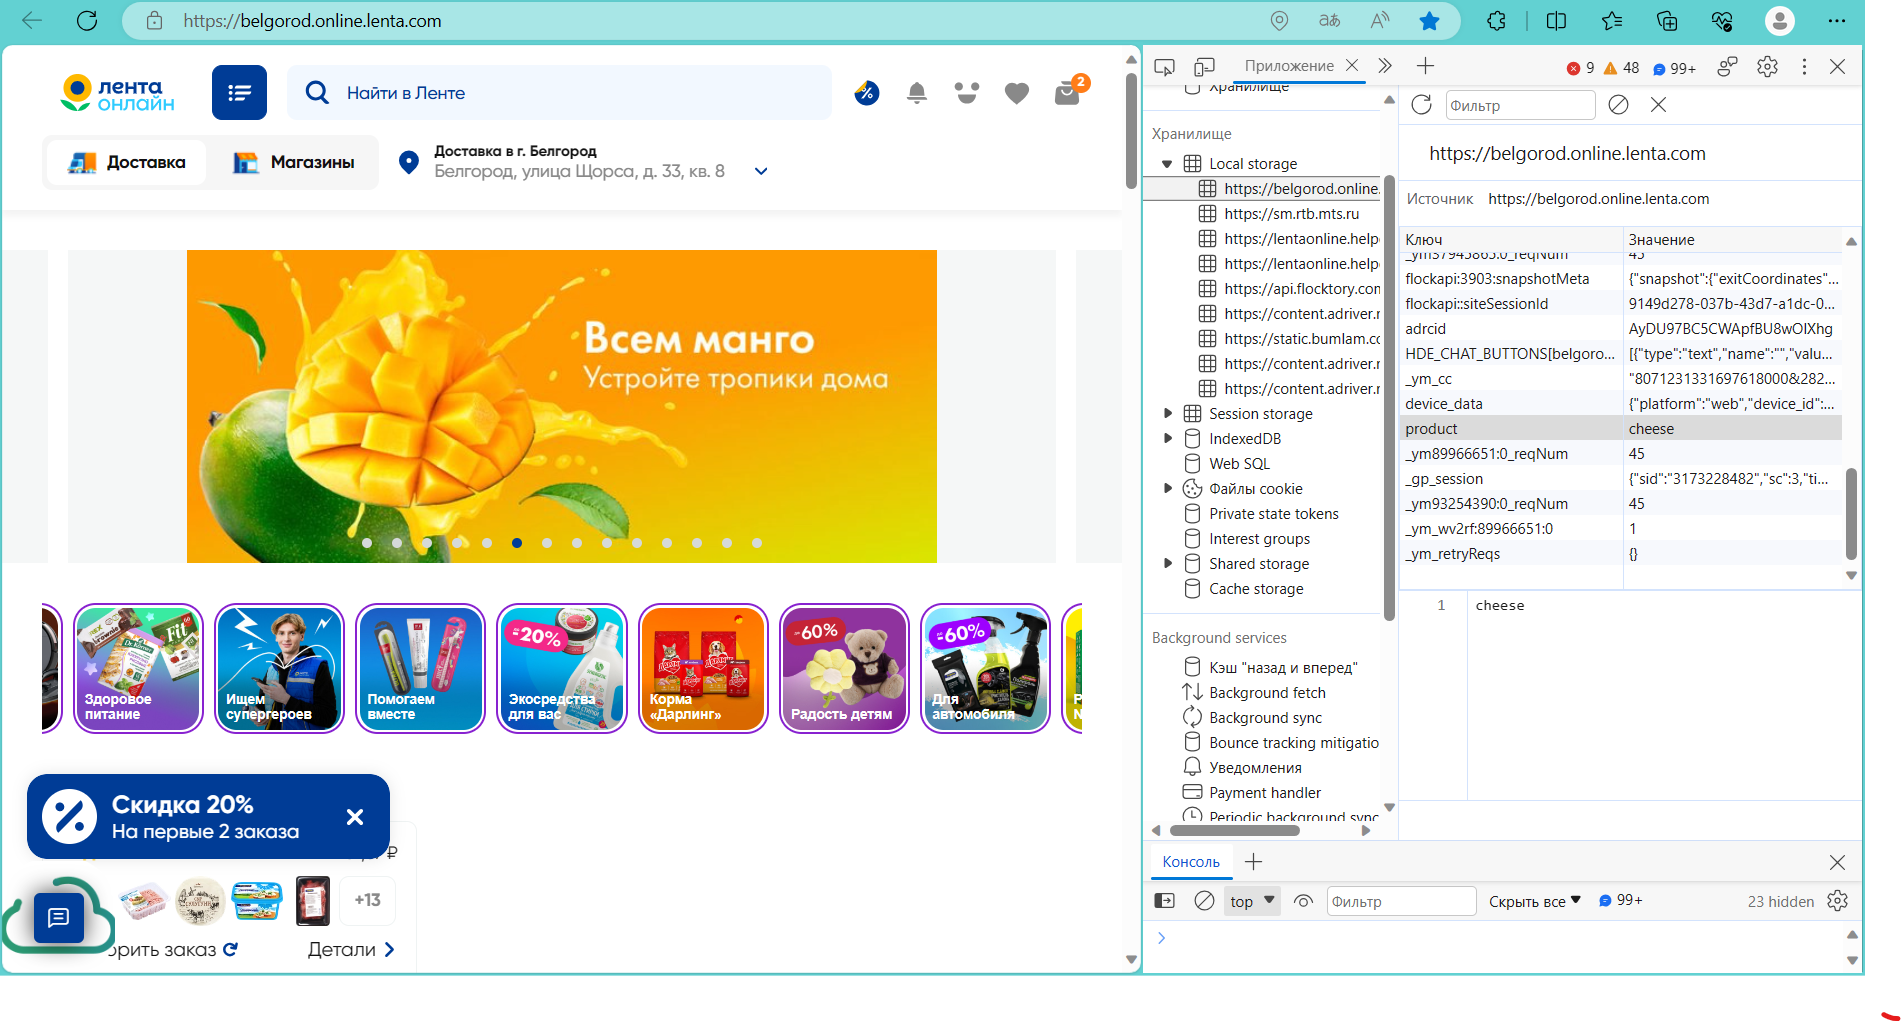 https://belgorod.online.lenta.com
лента
онлайн
Найти в Ленте
2
Доставка
Магазины
Доставка в г. Белгород
Белгород, улица Щорса, д. 33, кв. 8
Всем манго
Устройте тропики дома
Здоровое
питание
Ищем
супергероев
Помогаем
вместе
-20%
Экосредства
для вас
Корма
«Дарлинг»
-60%
Радость детям
-60%
Для
автомобиля
Скидка 20%
На первые 2 заказа
₽
+13
орить заказ
Детали
Приложение
9
48
99+
Хранилище
Хранилище
Local storage
https://belgorod.online.
https://sm.rtb.mts.ru
https://lentaonline.help
https://lentaonline.help
https://api.flocktory.com
https://content.adriver.r
https://static.bumlam.co
https://content.adriver.r
https://content.adriver.r
Session storage
IndexedDB
Web SQL
Файлы cookie
Private state tokens
Interest groups
Shared storage
Cache storage
Background services
Кэш "назад и вперед"
Background fetch
Background sync
Bounce tracking mitigatio
Уведомления
Payment handler
Periodic background sync
Фильтр
https://belgorod.online.lenta.com
Источник https://belgorod.online.lenta.com
Ключ Значение
_ym37945865:0_reqNum 45
flockapi:3903:snapshotMeta {"snapshot":{"exitCoordinates"...
flockapi::siteSessionId 9149d278-037b-43d7-a1dc-0...
adrcid AyDU97BC5CWApfBU8wOIXhg
HDE_CHAT_BUTTONS[belgoro... [{"type":"text","name":"","valu...
_ym_cc "8071231331697618000&282...
device_data {"platform":"web","device_id":...
product cheese
_ym89966651:0_reqNum 45
_gp_session {"sid":"3173228482","sc":3,"ti...
_ym93254390:0_reqNum 45
_ym_wv2rf:89966651:0 1
_ym_retryReqs {}
1 cheese
Консоль
top
Фильтр
Скрыть все
99+
23 hidden